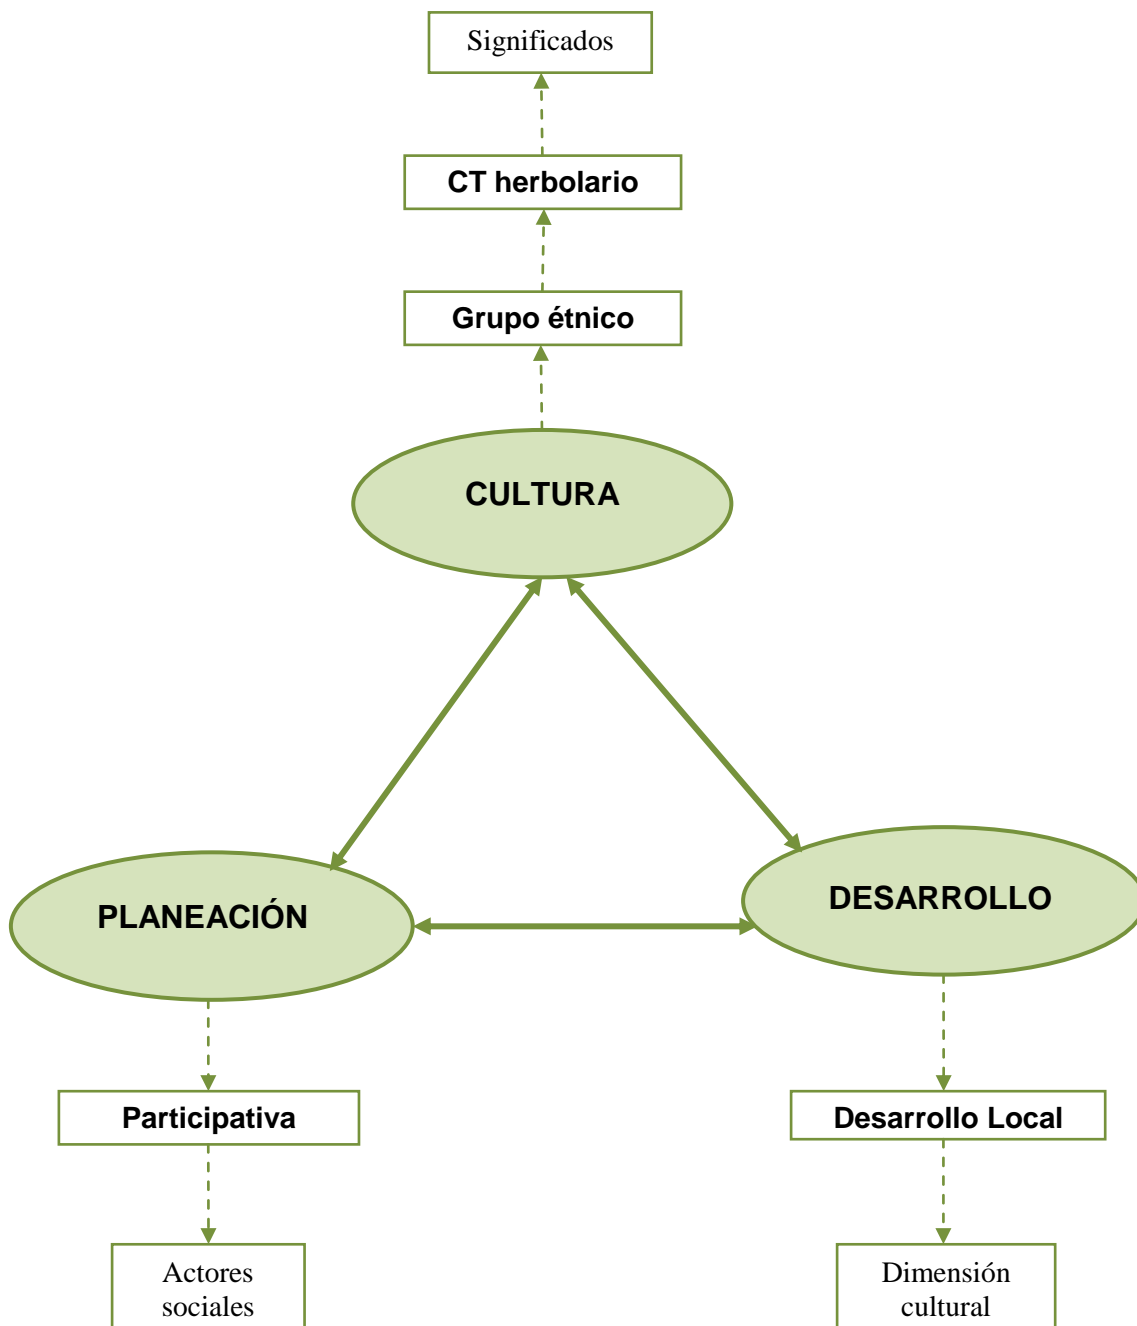 Significados
CT herbolario
Grupo étnico
CULTURA
PLANEACIÓN
DESARROLLO
Participativa
Desarrollo Local
Actores
sociales
Dimensión
cultural